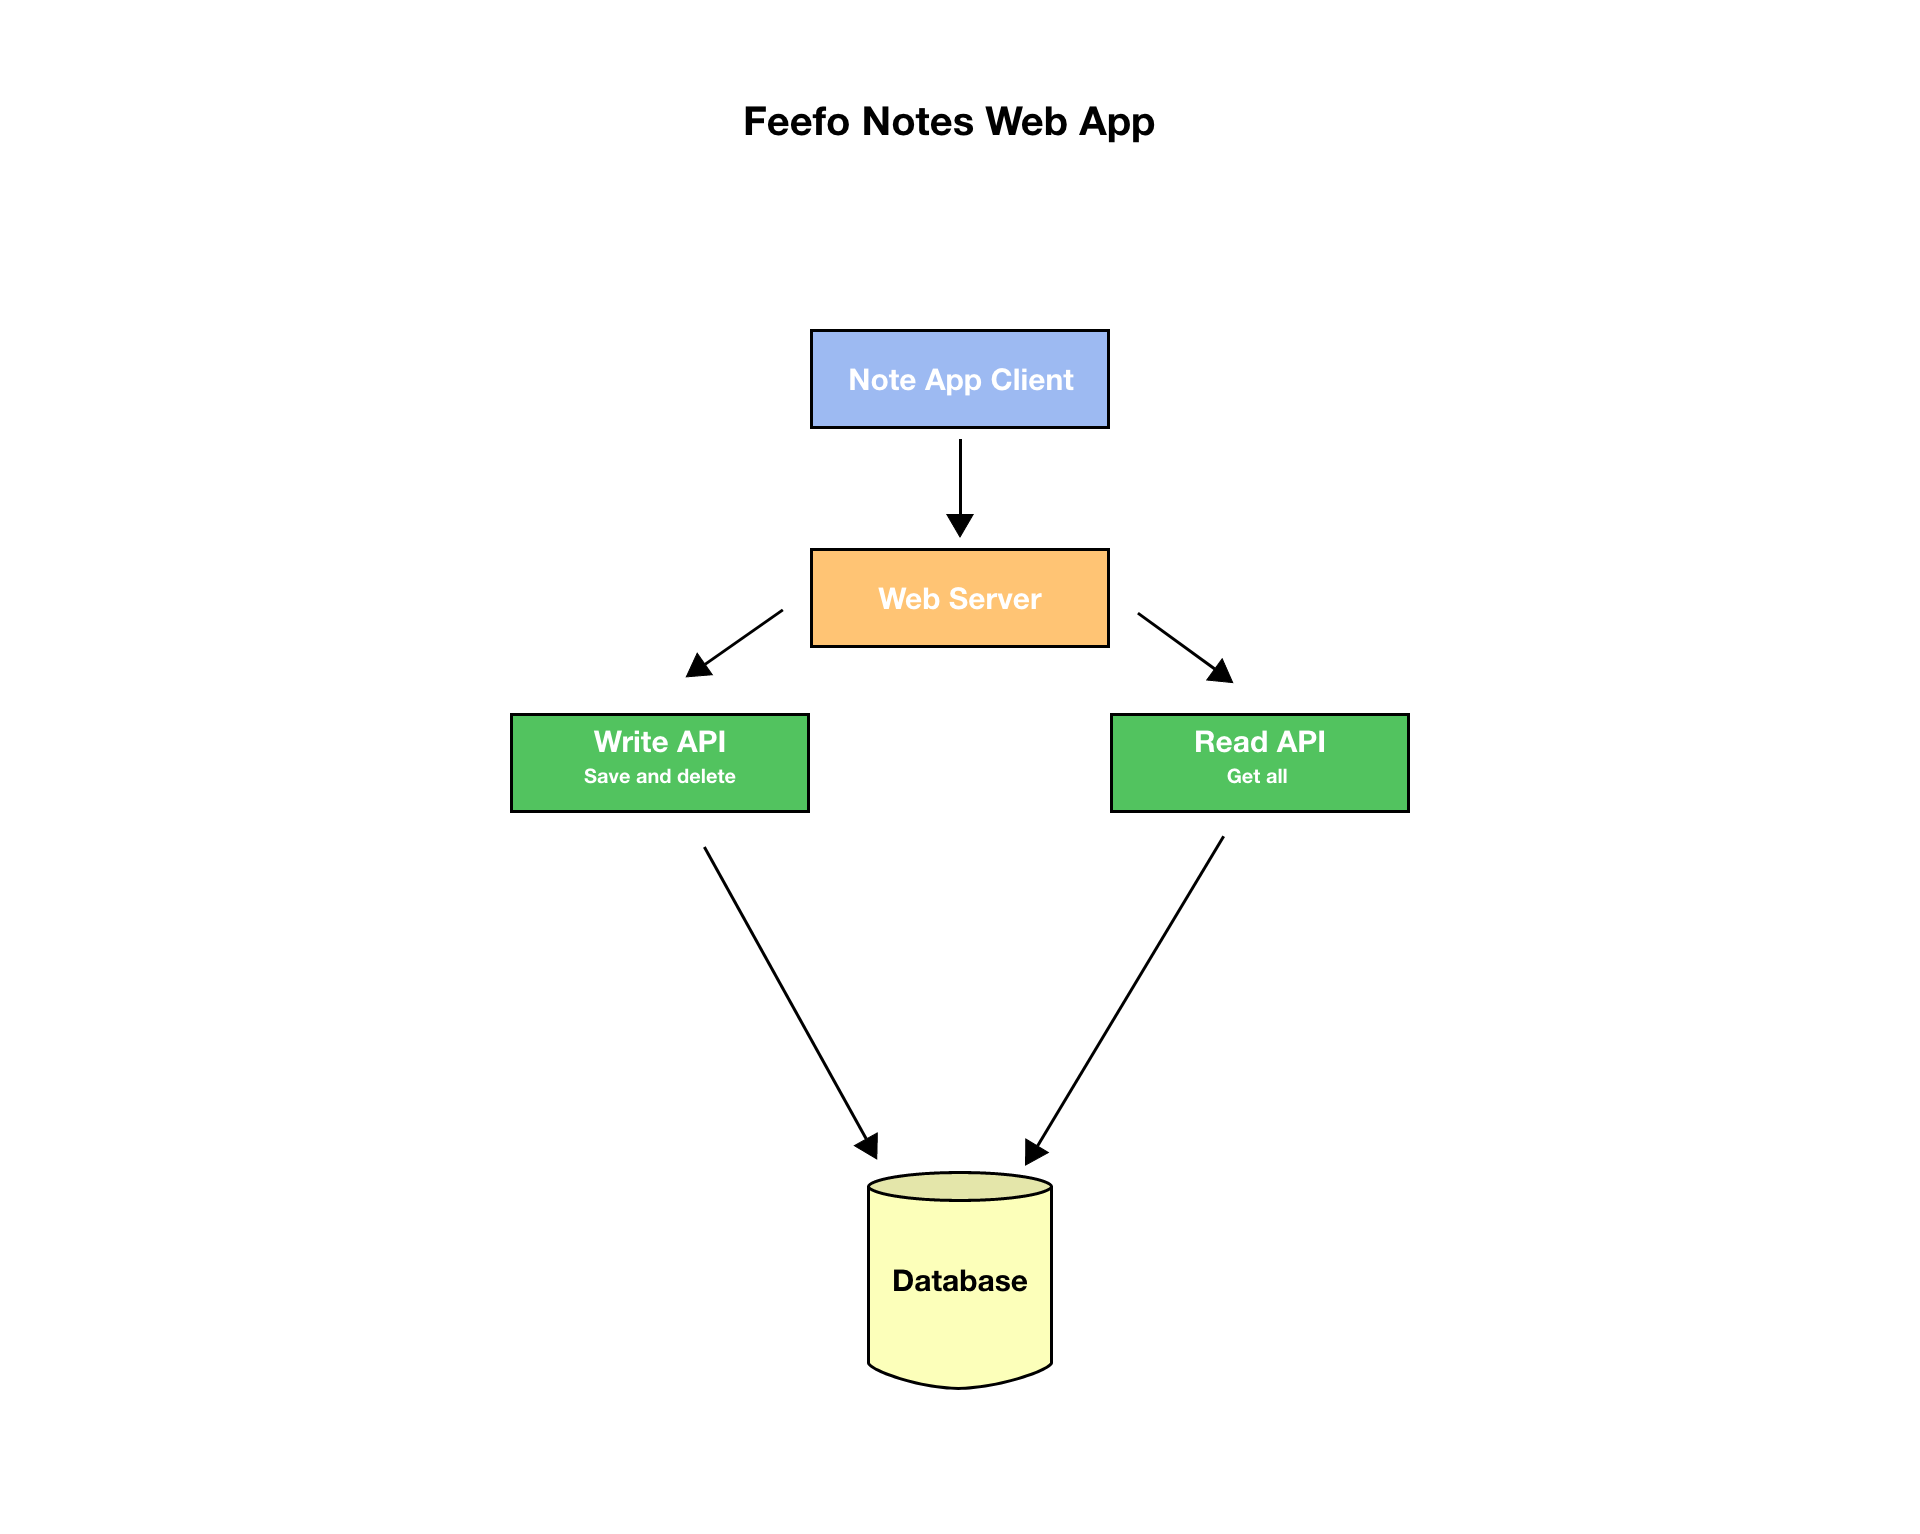 Feefo Notes Web App
Note App Client
Web Server
Write API
Save and delete
Read API
Get all
Database